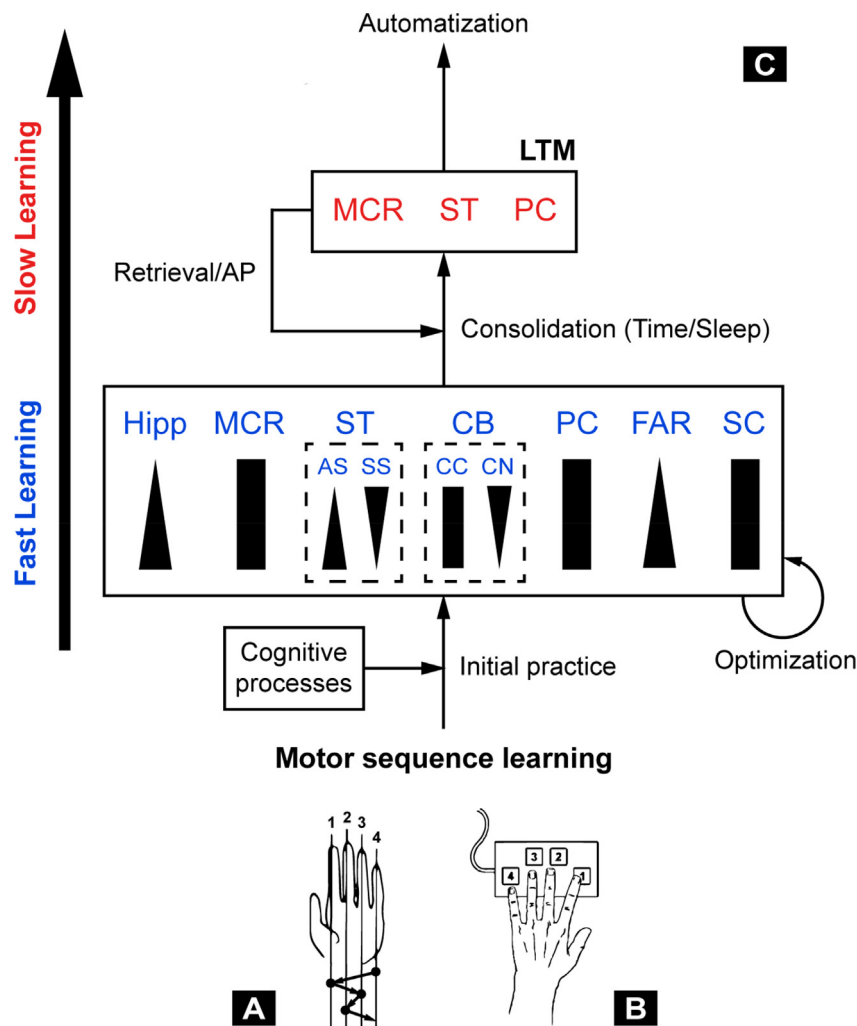 Automatization
C
LTM
MCR ST PC
Retrieval/AP
Consolidation (Time/Sleep)
Slow Learning
Fast Learning
Hipp MCR ST CB PC FAR SC
AS SS CC CN
Cognitive
processes
Initial practice
Optimization
Motor sequence learning
1 2 3 4
4 3 2 1
A
B